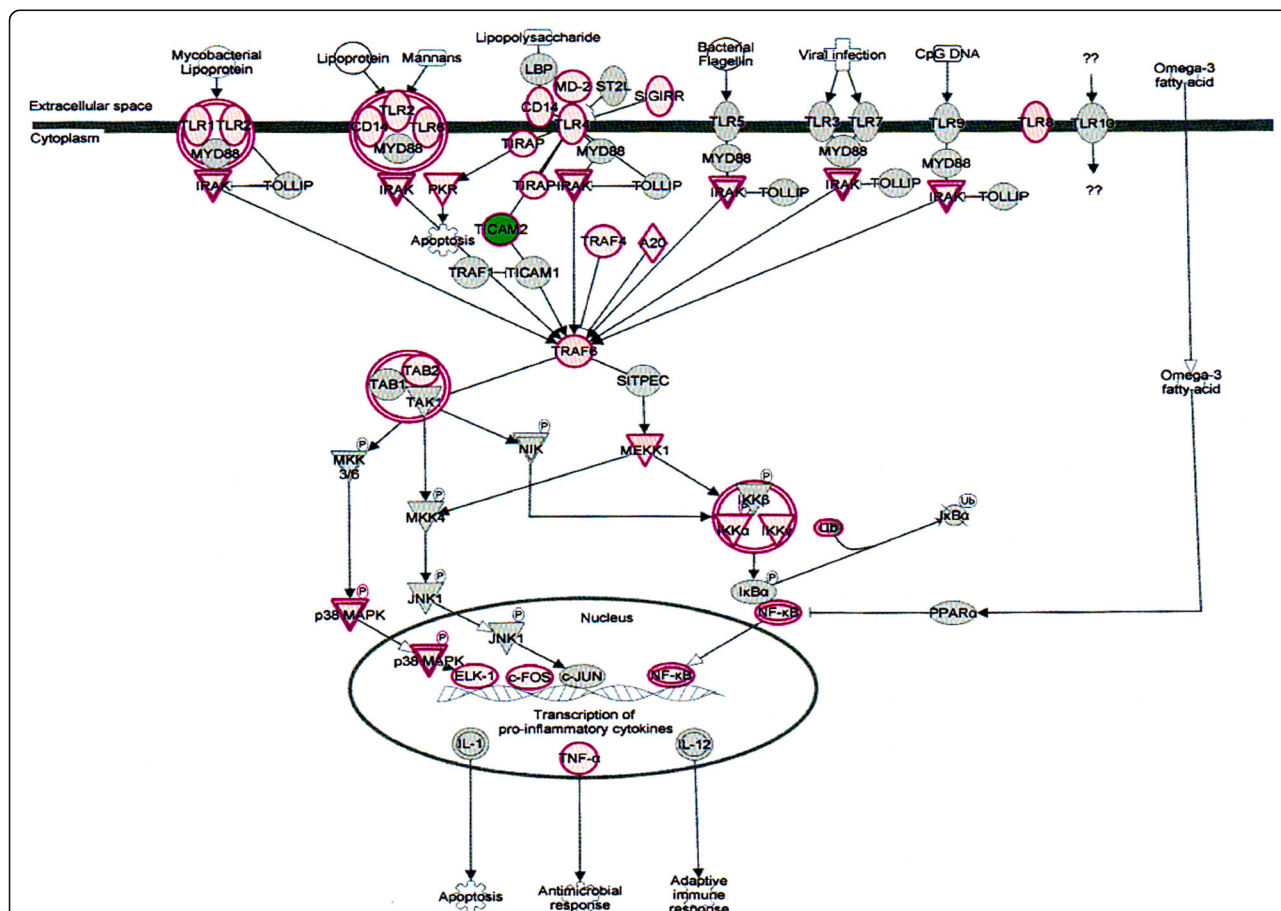 Mycobacterial
Lipoprotein
Lipoprotein
Mannans
Lipopolysaccharide
LBP
MD-2
ST2L
CD14
SIGIRR
Bacterial
Flagellin
Viral infection
CpG DNA
??
Omega-3
fatty acid
Extracellular space
Cytoplasm
TLR1
TLR2
MYD88
IRAK
TOLLIP
TLR2
CD14
TLR6
MYD88
IRAK
TLR4
TIRAP
PKR
Apoptosis
TIRAP
TICAM2
TRAF1
TICAM1
MYD88
IRAK
TOLLIP
TRAF4
A20
TLR5
MYD88
IRAK
TOLLIP
TLR3
TLR7
MYD88
IRAK
TOLLIP
TLR9
MYD88
IRAK
TOLLIP
TLR8
TLR10
??
TRAF6
Omega-3
fatty acid
TAB1
TAB2
TAK1
SITPEC
P
MKK
3/6
P
NIK
MEKK1
P
MKK4
P
IKKβ
P
IKKα
IKKγ
Ub
Ub
IκBα
P
p38 MAPK
P
JNK1
P
IκBα
NF-κB
PPARα
Nucleus
P
JNK1
P
p38 MAPK
ELK-1
c-FOS
c-JUN
NF-κB
Transcription of
pro-inflammatory cytokines
IL-1
TNF-α
IL-12
Apoptosis
Antimicrobial
response
Adaptive
immune
response